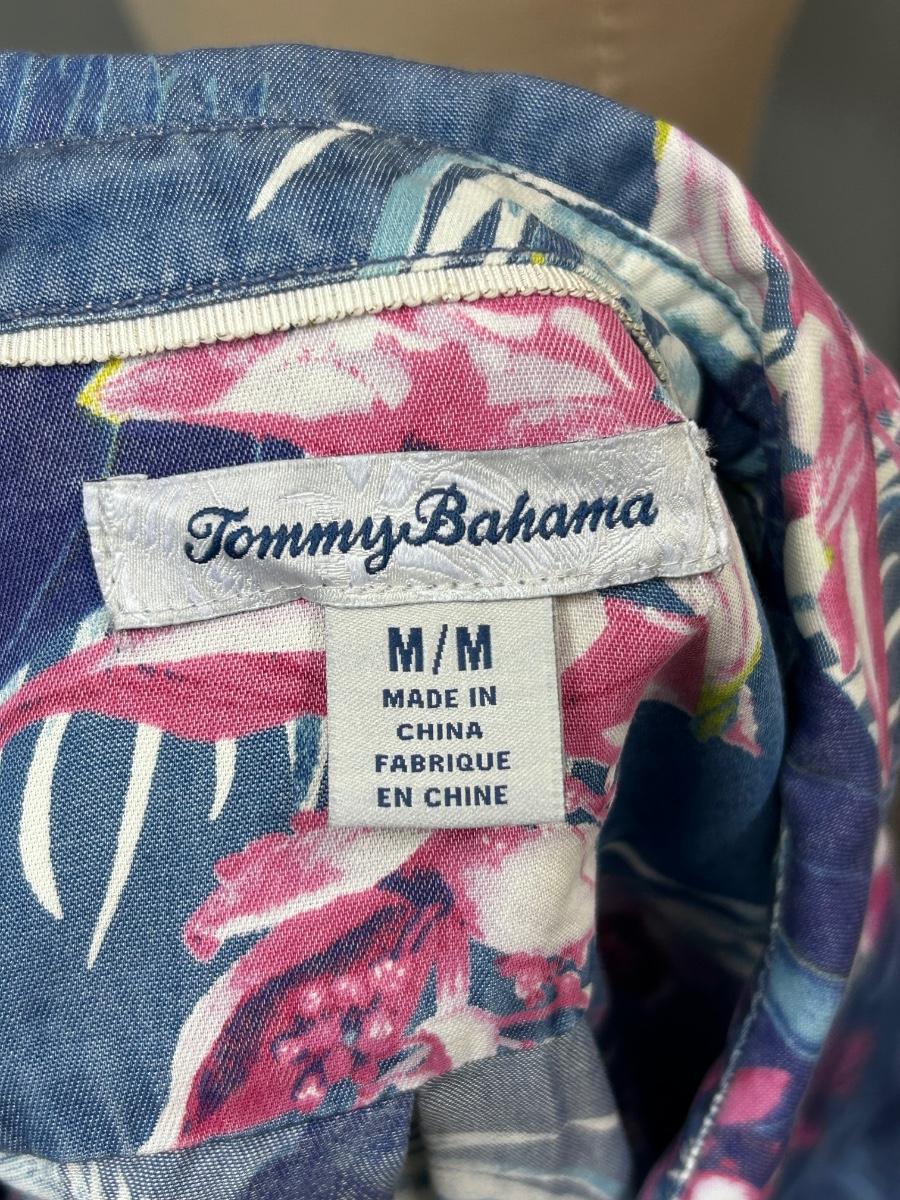 Tommy Bahama
M/M
MADE IN
CHINA
FABRIQUE
EN CHINE